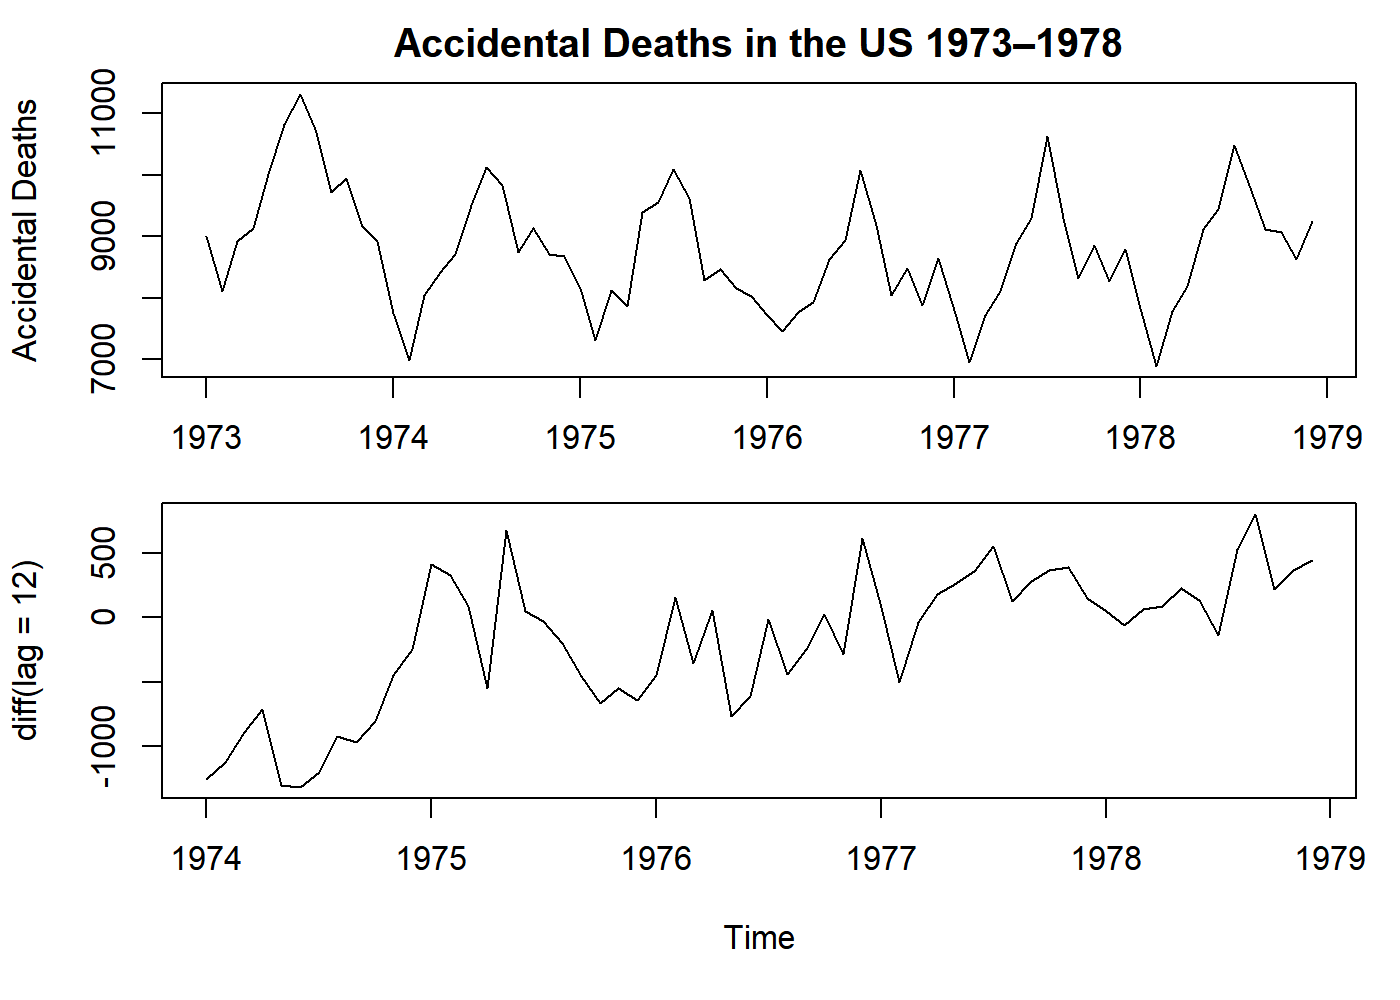 Accidental Deaths in the US 1973–1978
Accidental Deaths
11000
9000
7000
1973 1974 1975 1976 1977 1978 1979
diff(lag = 12)
500
0
-1000
1974 1975 1976 1977 1978 1979
Time